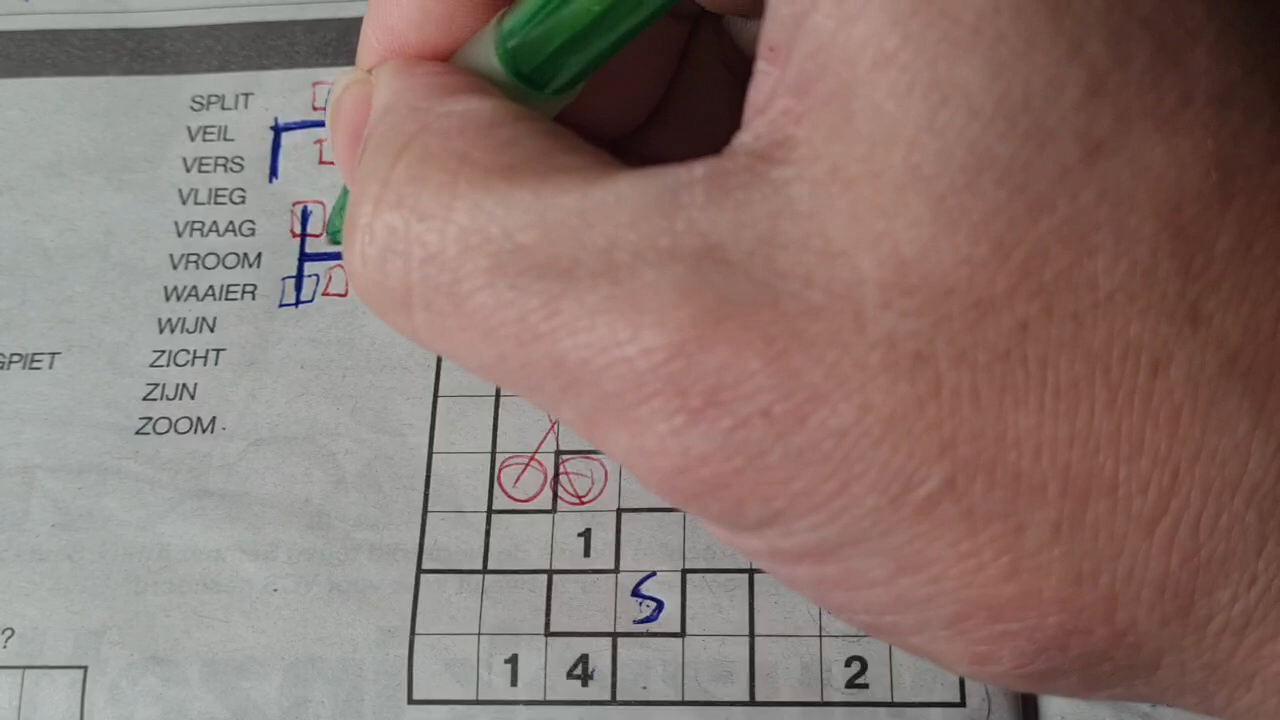 SPLIT
VEIL
VERS
VLIEG
VRAAG
VROOM
WAAIER
WIJN
GPIET ZICHT
ZIJN
ZOOM
1
5
?
1 4 2